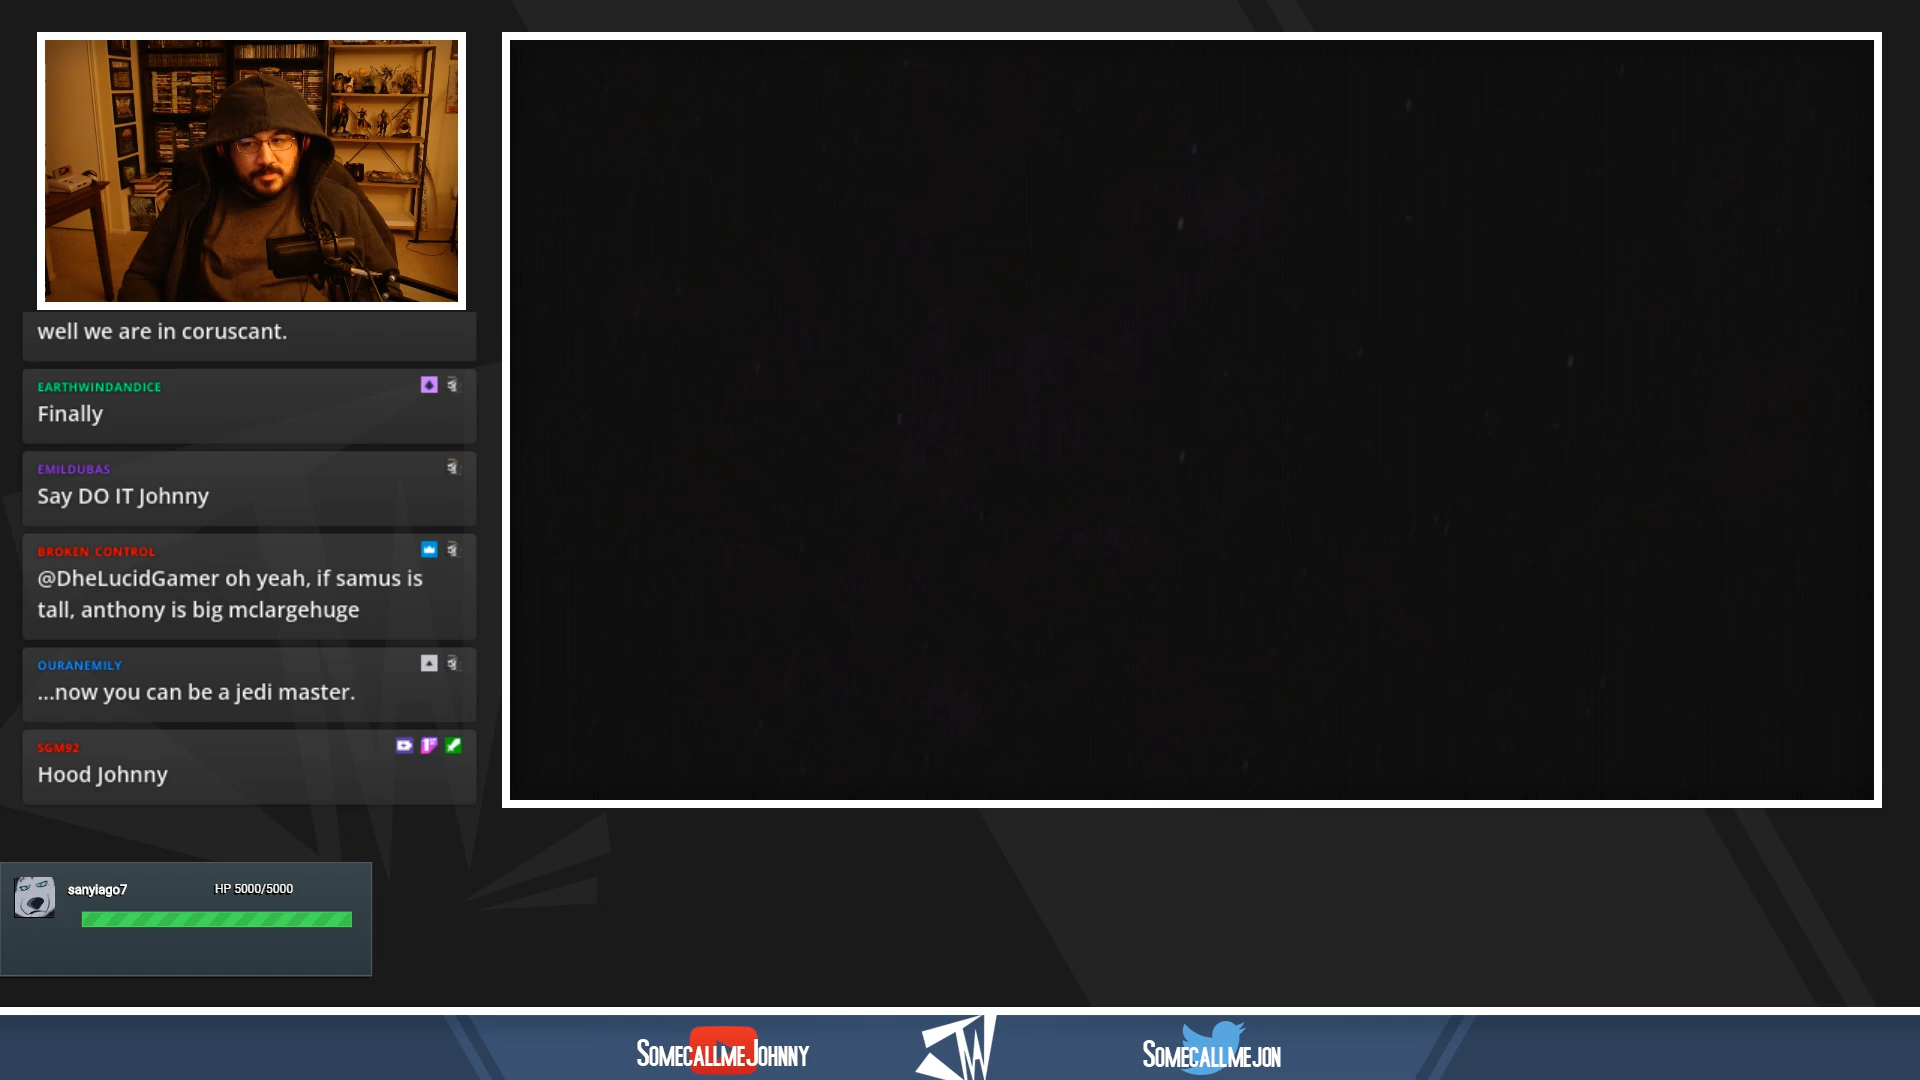 well we are in coruscant.
EARTHWINDANDICE
Finally
EMILDUBAS
Say DO IT Johnny
BROKEN CONTROL
@DheLucidGamer oh yeah, if samus is
tall, anthony is big mclargehuge
OURANEMILY
...now you can be a jedi master.
SGM92
Hood Johnny
sanyiago7 HP 5000/5000
SOMECALLMEJOHNNY
SOMECALLMEJON